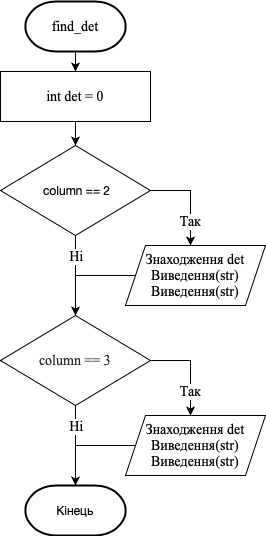 find_det
int det = 0
column == 2
Так
Ні
Знаходження det
Виведення(str)
Виведення(str)
column == 3
Так
Ні
Знаходження det
Виведення(str)
Виведення(str)
Кінець